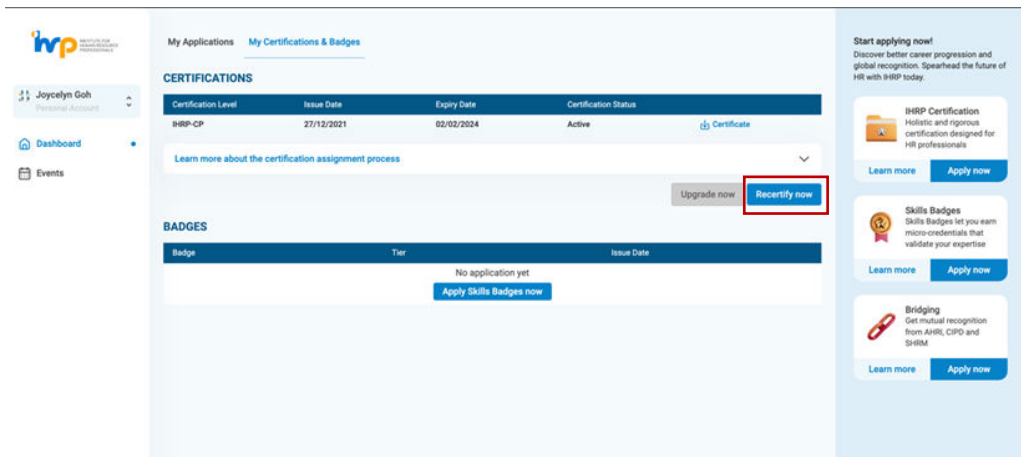 ihrp INSTITUTE FOR
HUMAN RESOURCE
PROFESSIONALS
Joycelyn Goh
Personal Account
Dashboard
Events
My Applications My Certifications & Badges
CERTIFICATIONS
Certification Level Issue Date Expiry Date Certification Status
IHRP-CP 27/12/2021 02/02/2024 Active Certificate
Learn more about the certification assignment process
Upgrade now Recertify now
BADGES
Badge Tier Issue Date
No application yet
Apply Skills Badges now
Start applying now!
Discover better career progression and
global recognition. Spearhead the future of
HR with IHRP today.
IHRP Certification
Holistic and rigorous
certification designed for
HR professionals
Learn more Apply now
Skills Badges
Skills Badges let you earn
micro-credentials that
validate your expertise
Learn more Apply now
Bridging
Get mutual recognition
from AHRI, CIPD and
SHRM
Learn more Apply now